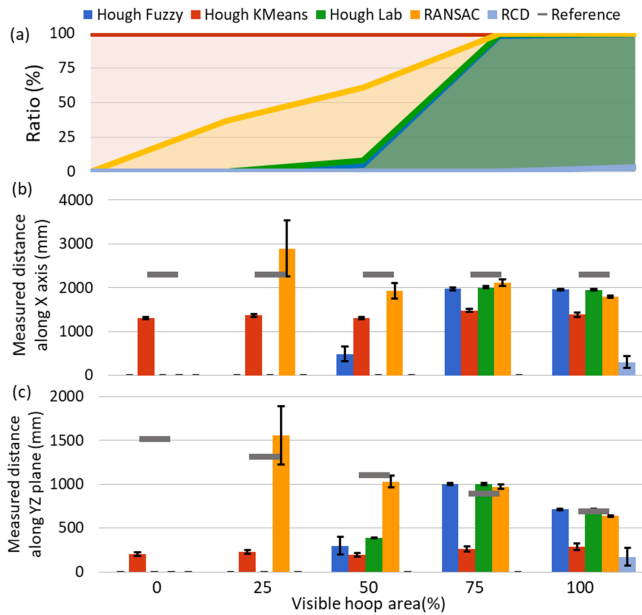 Hough Fuzzy Hough KMeans Hough Lab RANSAC RCD Reference
(a)
Ratio (%)
100
75
50
25
0
(b)
Measured distance
along X axis (mm)
4000
3000
2000
1000
0
(c)
Measured distance
along YZ plane (mm)
2000
1500
1000
500
0
0 25 50 75 100
Visible hoop area(%)